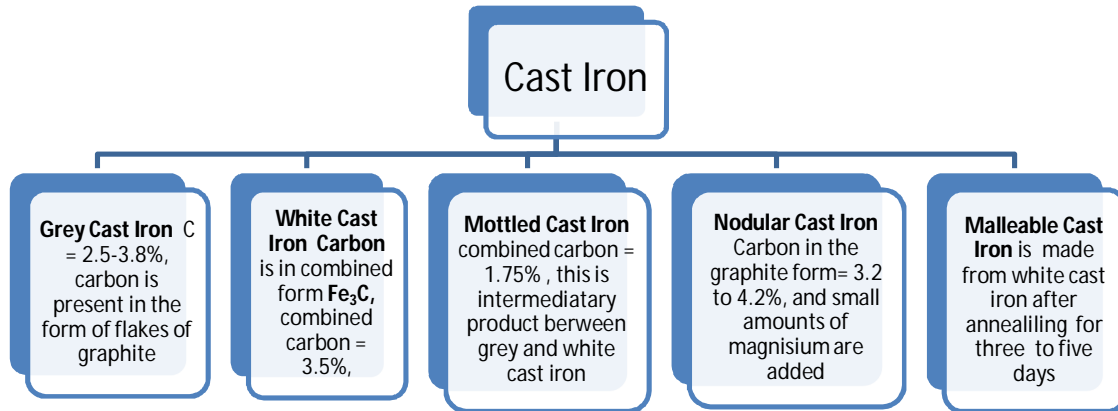 Cast Iron
Grey Cast Iron C
= 2.5-3.8%,
carbon is
present in the
form of flakes of
graphite
White Cast
Iron Carbon
is in combined
form Fe₃C,
combined
carbon =
3.5%,
Mottled Cast Iron
combined carbon =
1.75% , this is
intermediatary
product berween
grey and white
cast iron
Nodular Cast Iron
Carbon in the
graphite form= 3.2
to 4.2%, and small
amounts of
magnisium are
added
Malleable Cast
Iron is made
from white cast
iron after
annealiling for
three to five
days